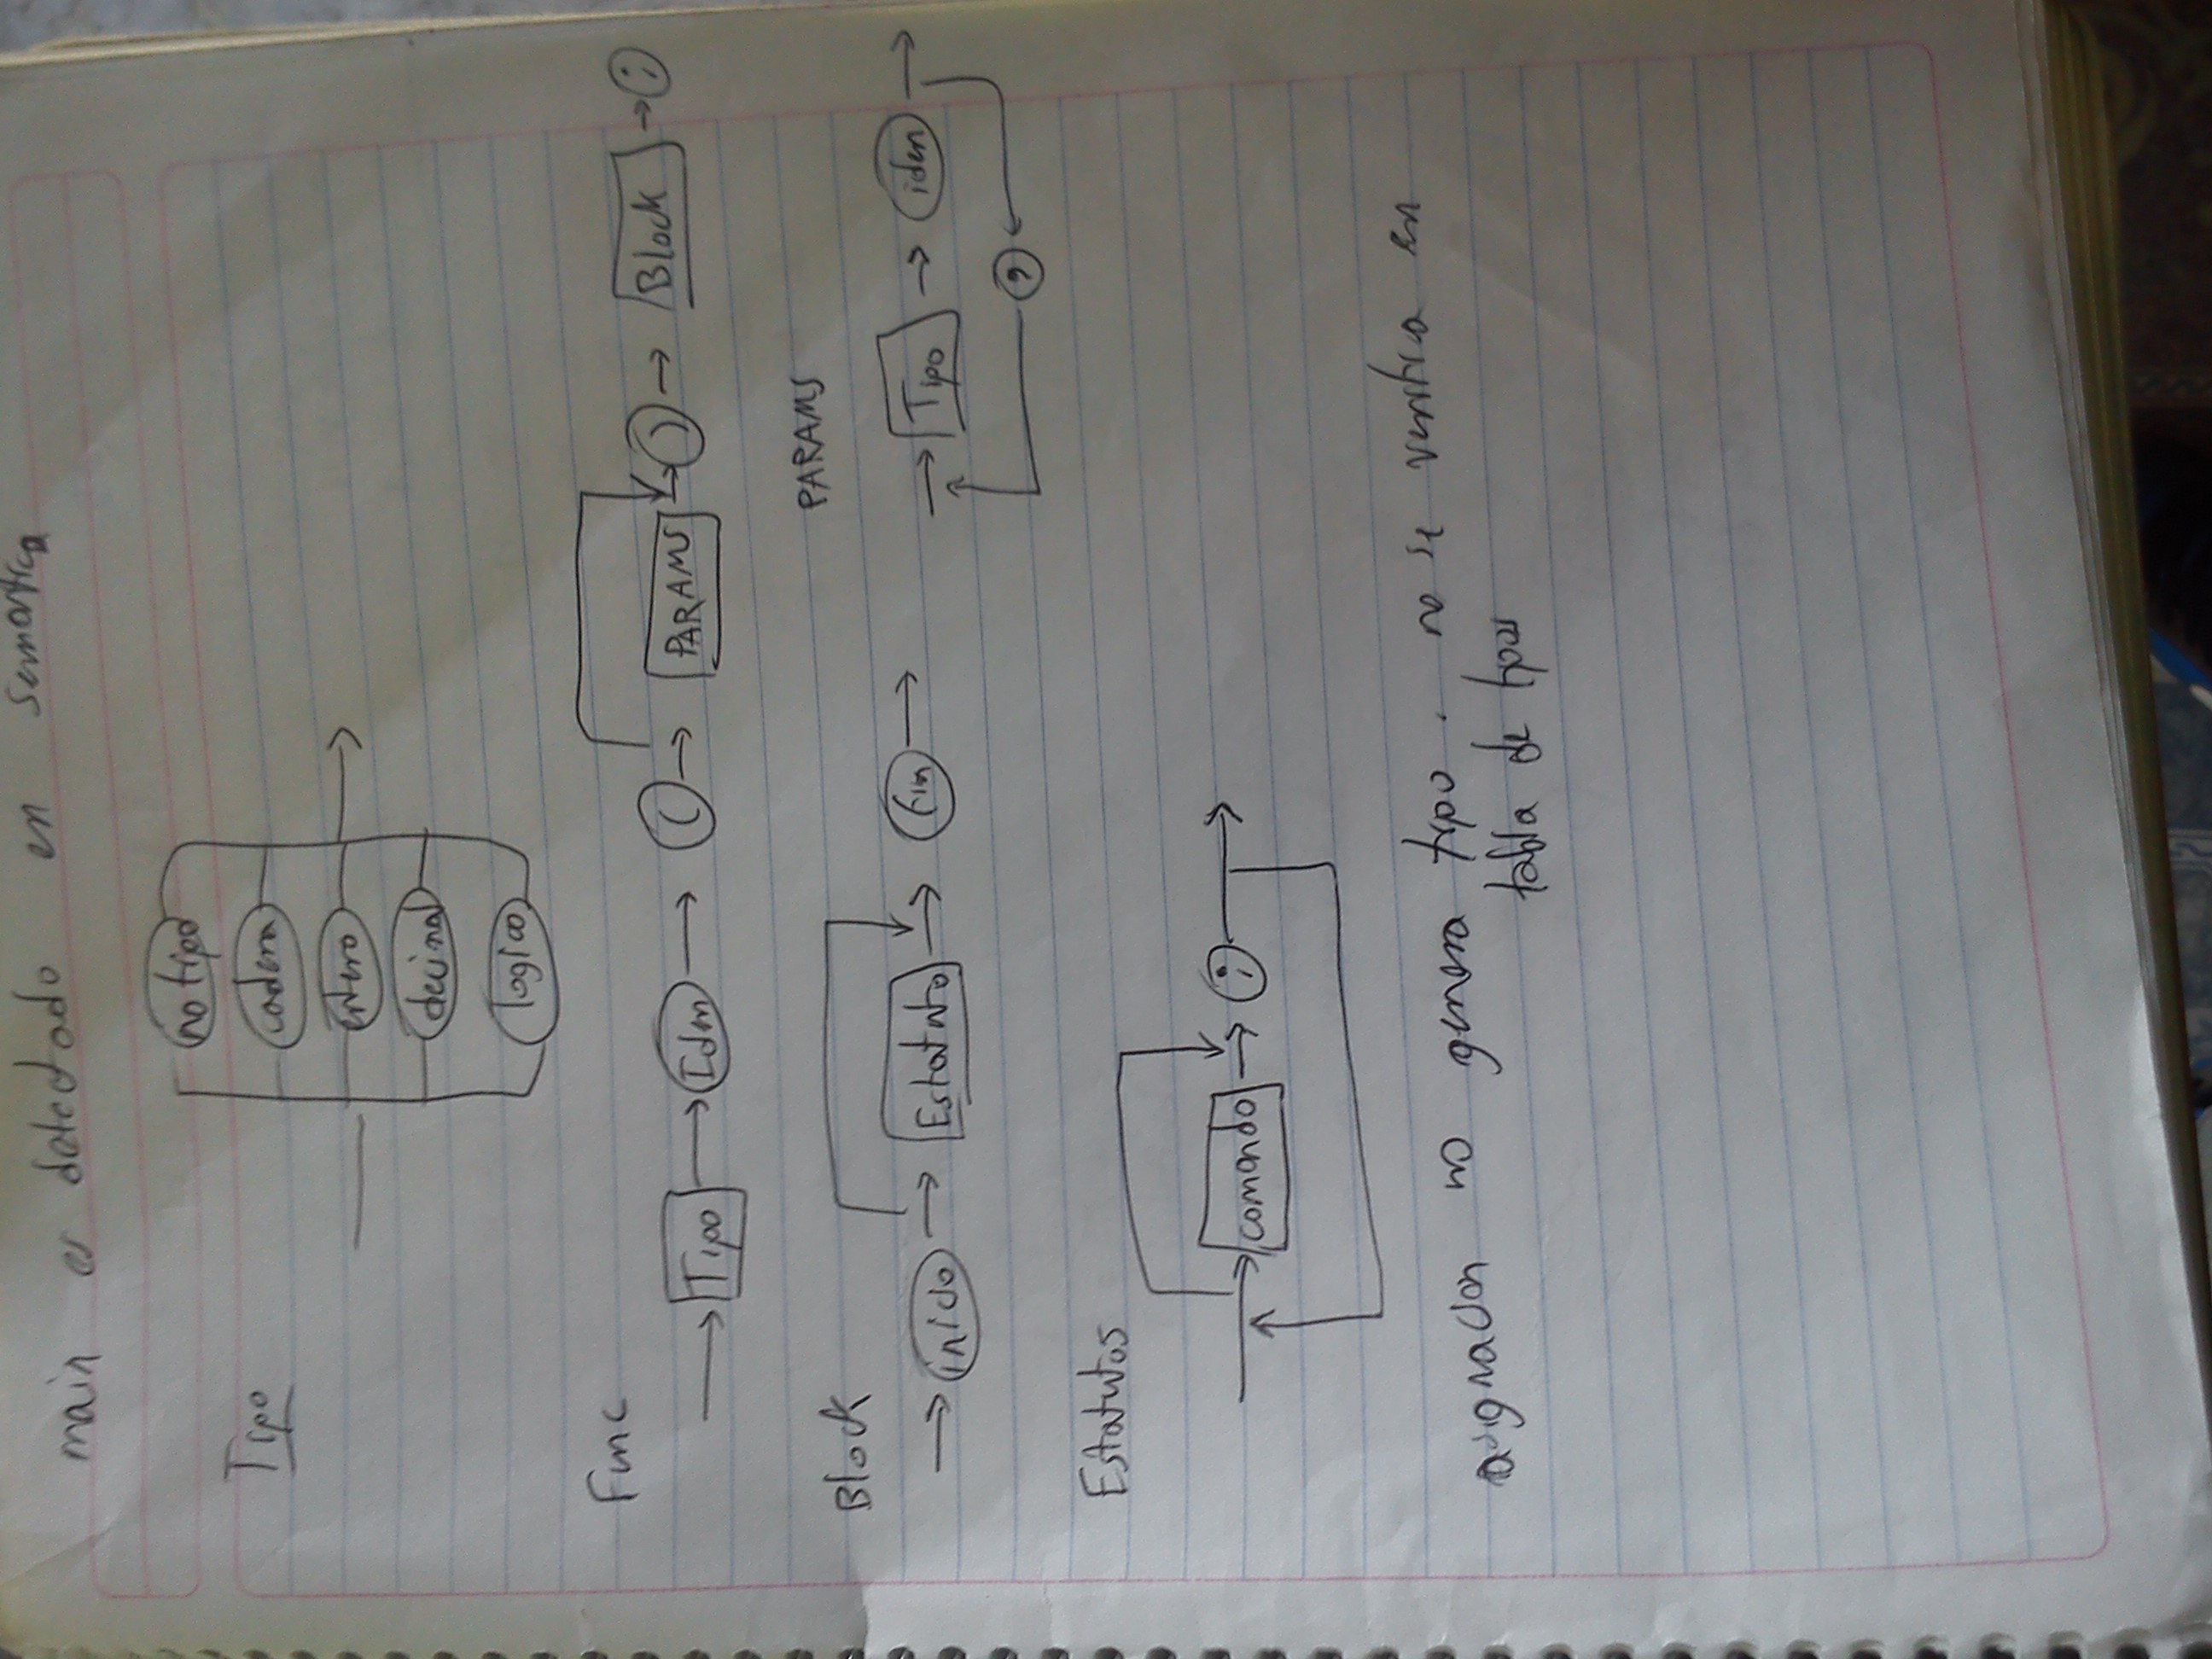 main es detectado en semantica
no tipo
cadena
Tipo
entero
decimal
logico
Func
Tipo Iden ( PARAMS ) Block ;
PARAMS
Block
inicio Estatuto fin
Tipo iden
,
Estatutos
comando ;
asignacion no genera tipo . no se verifica en
tabla de tipos